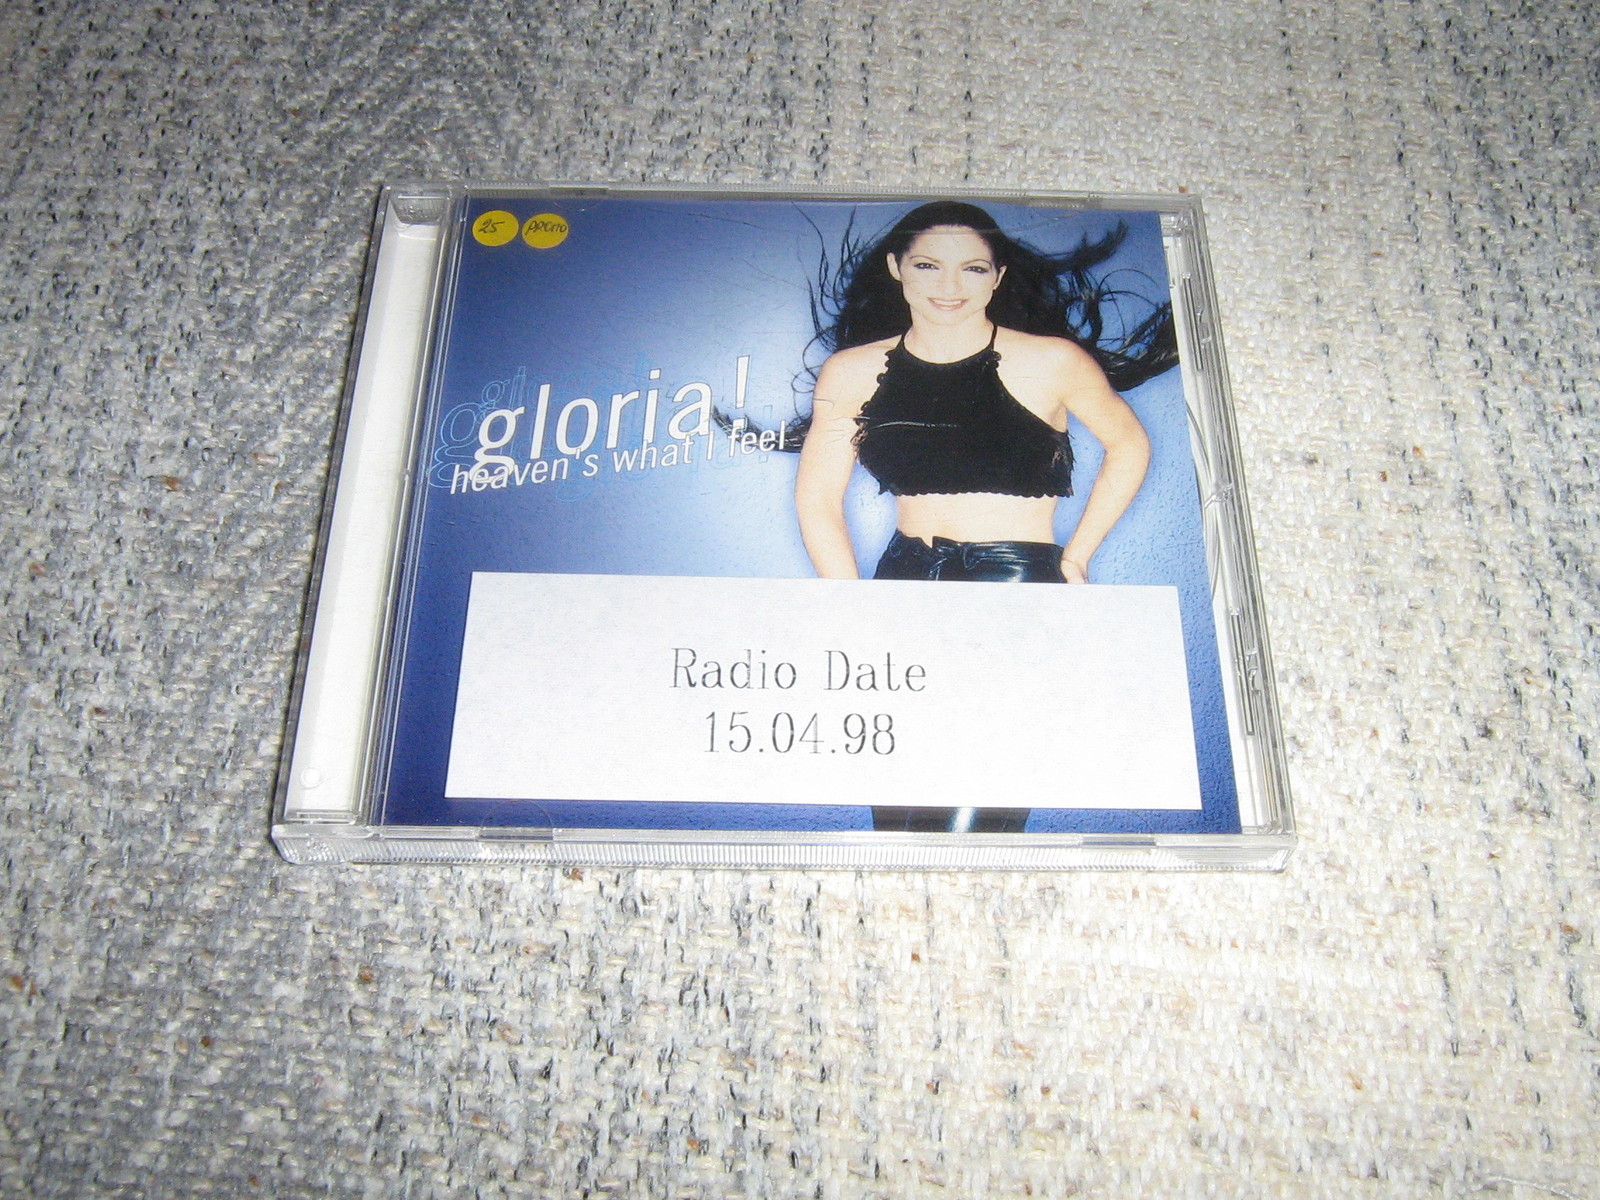 25 PROMO
gloria!
heaven's what I feel
Radio Date
15.04.98